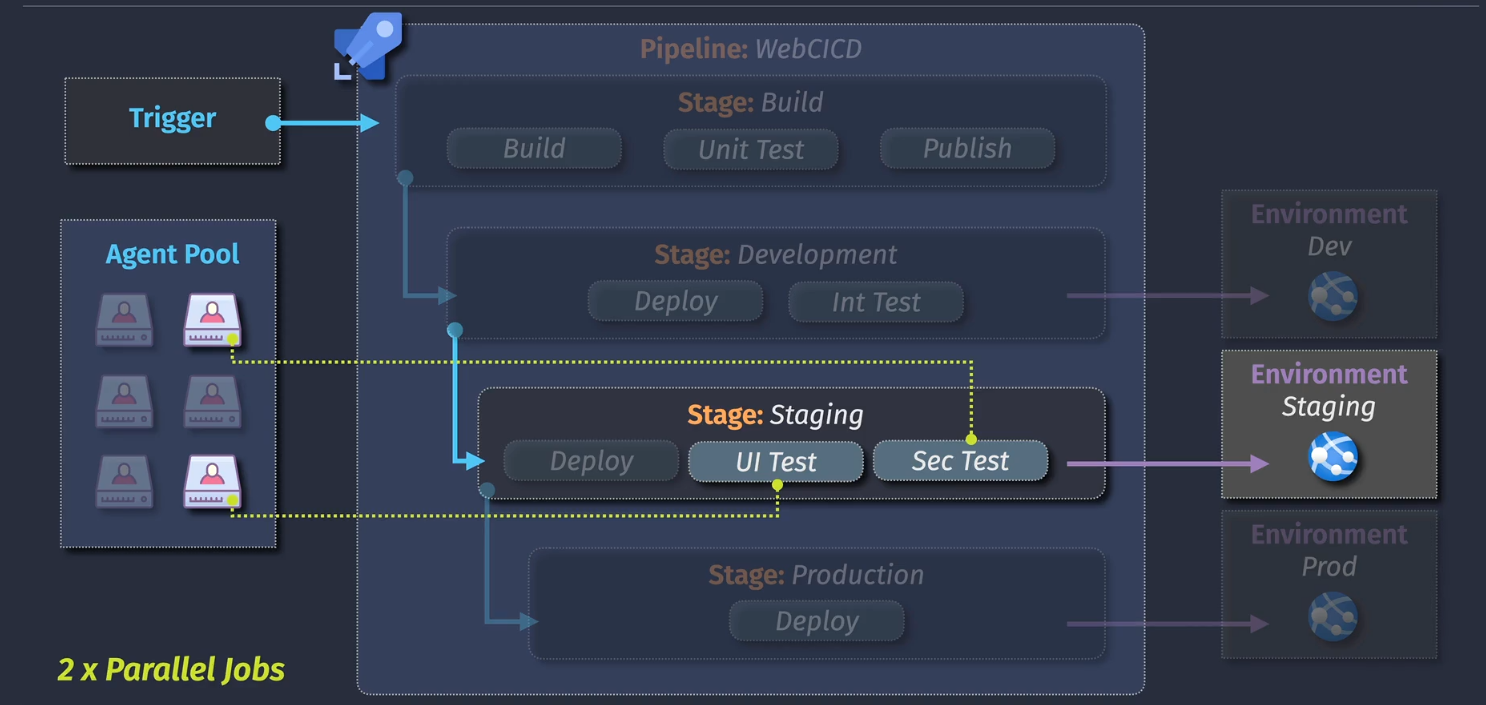 Pipeline: WebCICD
Trigger
Stage: Build
Build
Unit Test
Publish
Agent Pool
Stage: Development
Deploy
Int Test
Environment
Dev
Stage: Staging
Deploy
UI Test
Sec Test
Environment
Staging
Stage: Production
Deploy
Environment
Prod
2 x Parallel Jobs